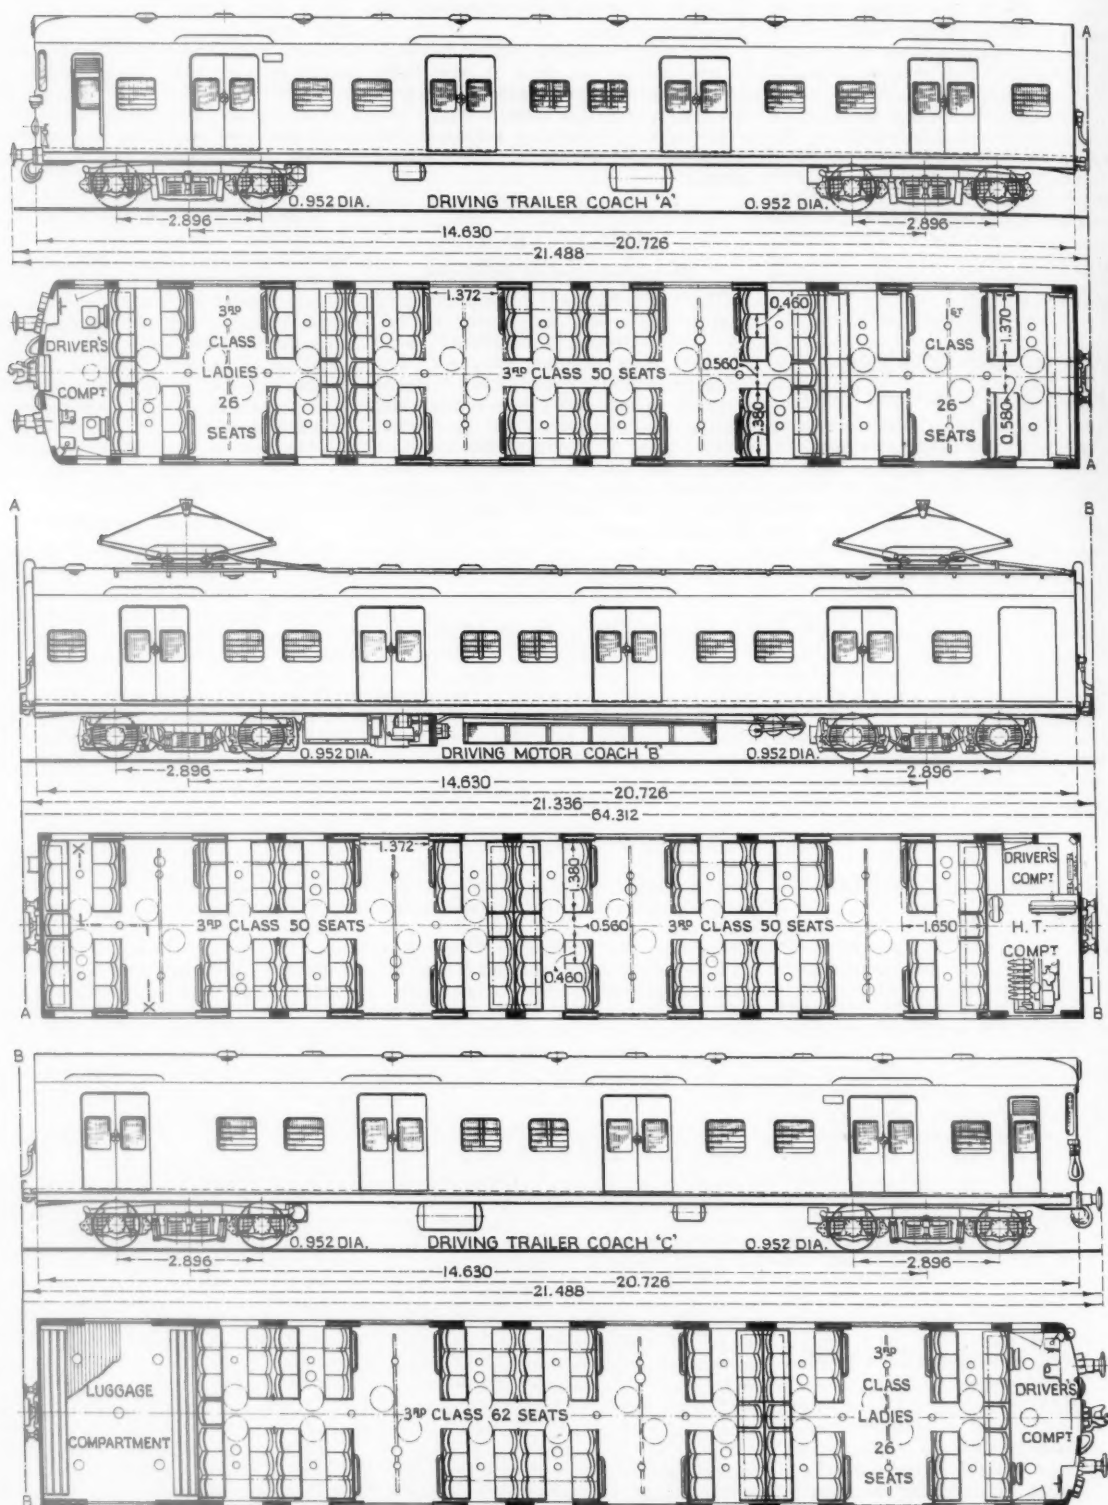 A
0.952 DIA.
DRIVING TRAILER COACH 'A'
0.952 DIA.
2.896
2.896
14.630
20.726
21.488
1.372
0.460
3RD
CLASS
LADIES
26
SEATS
DRIVER'S
COMPT
3RD CLASS 50 SEATS
0.560
1.380
1ST
CLASS
26
SEATS
1.370
0.580
A
A
B
0.952 DIA.
DRIVING MOTOR COACH 'B'
0.952 DIA.
2.896
2.896
14.630
20.726
21.336
64.312
X
1.372
1.380
DRIVER'S
COMPT
3RD CLASS 50 SEATS
0.560
3RD CLASS 50 SEATS
1.650
H.T.
COMPT
0.460
X
A
B
B
0.952 DIA.
DRIVING TRAILER COACH 'C'
0.952 DIA.
2.896
2.896
14.630
20.726
21.488
LUGGAGE
COMPARTMENT
3RD CLASS 62 SEATS
3RD
CLASS
LADIES
26
SEATS
DRIVER'S
COMPT
B